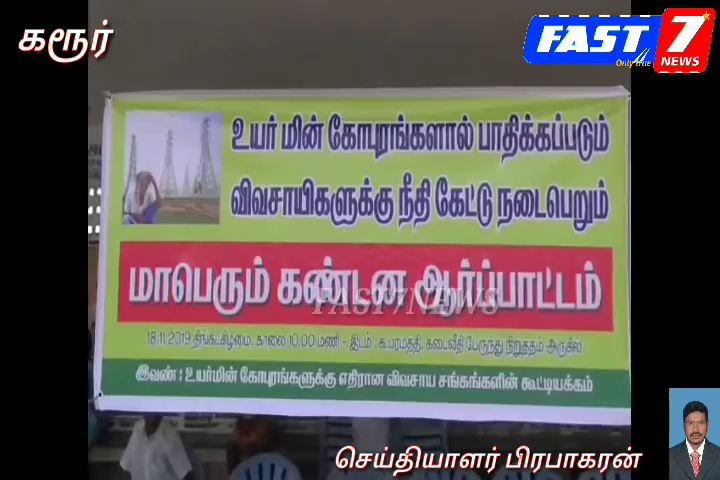 கரூர்
FAST 7
NEWS
உயர் மின் கோபுரங்களால் பாதிக்கப்படும்
விவசாயிகளுக்கு நீதி கேட்டு நடைபெறும்
மாபெரும் கண்டன ஆர்ப்பாட்டம்
FAST7NEWS
18.11.2019 திங்கட்கிழமை, காலை 10.00 மணி - இடம் : க.பரமத்தி, கடைவீதி பேருந்து நிறுத்தம் அருகில்
இவண் : உயர்மின் கோபுரங்களுக்கு எதிரான விவசாய சங்கங்களின் கூட்டியக்கம்
செய்தியாளர் பிரபாகரன்